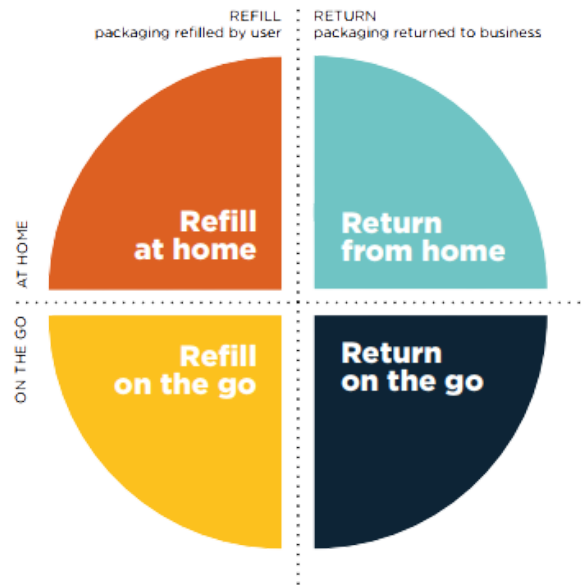 REFILL
packaging refilled by user
RETURN
packaging returned to business
AT HOME
Refill
at home
Return
from home
ON THE GO
Refill
on the go
Return
on the go